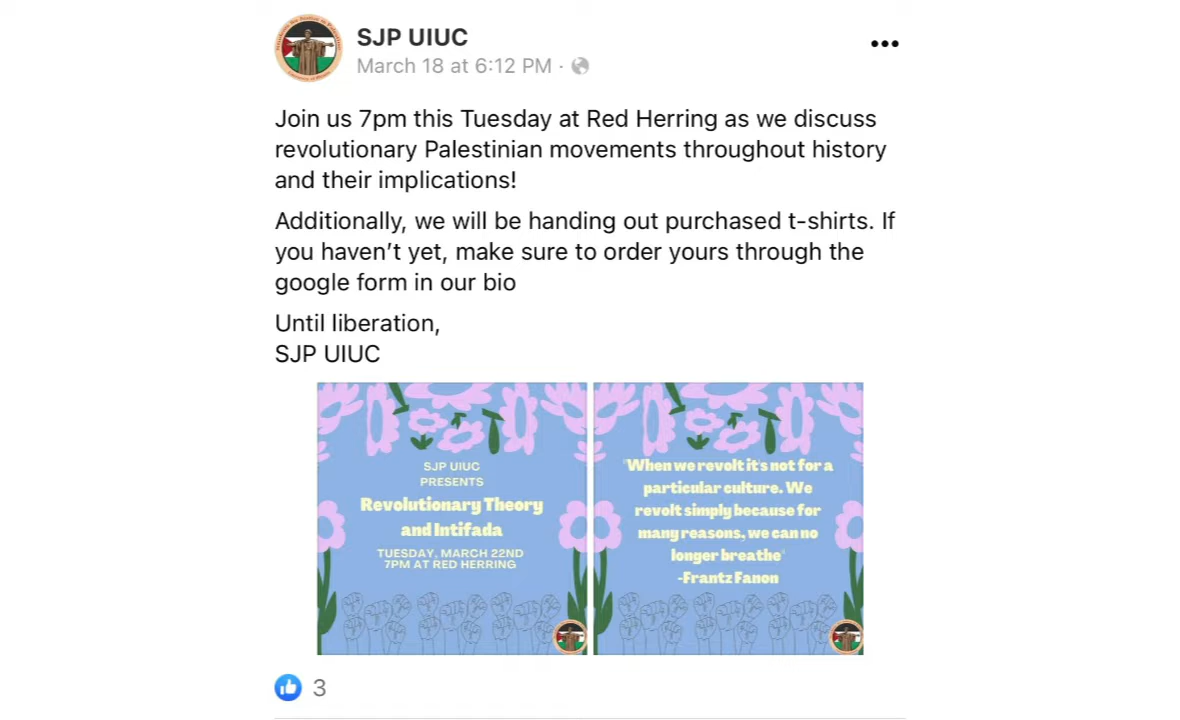 SJP UIUC
March 18 at 6:12 PM ·
Join us 7pm this Tuesday at Red Herring as we discuss
revolutionary Palestinian movements throughout history
and their implications!
Additionally, we will be handing out purchased t-shirts. If
you haven’t yet, make sure to order yours through the
google form in our bio
Until liberation,
SJP UIUC
SJP UIUC
PRESENTS
Revolutionary Theory
and Intifada
TUESDAY, MARCH 22ND
7PM AT RED HERRING
"When we revolt it's not for a
particular culture. We
revolt simply because for
many reasons, we can no
longer breathe"
-Frantz Fanon
3